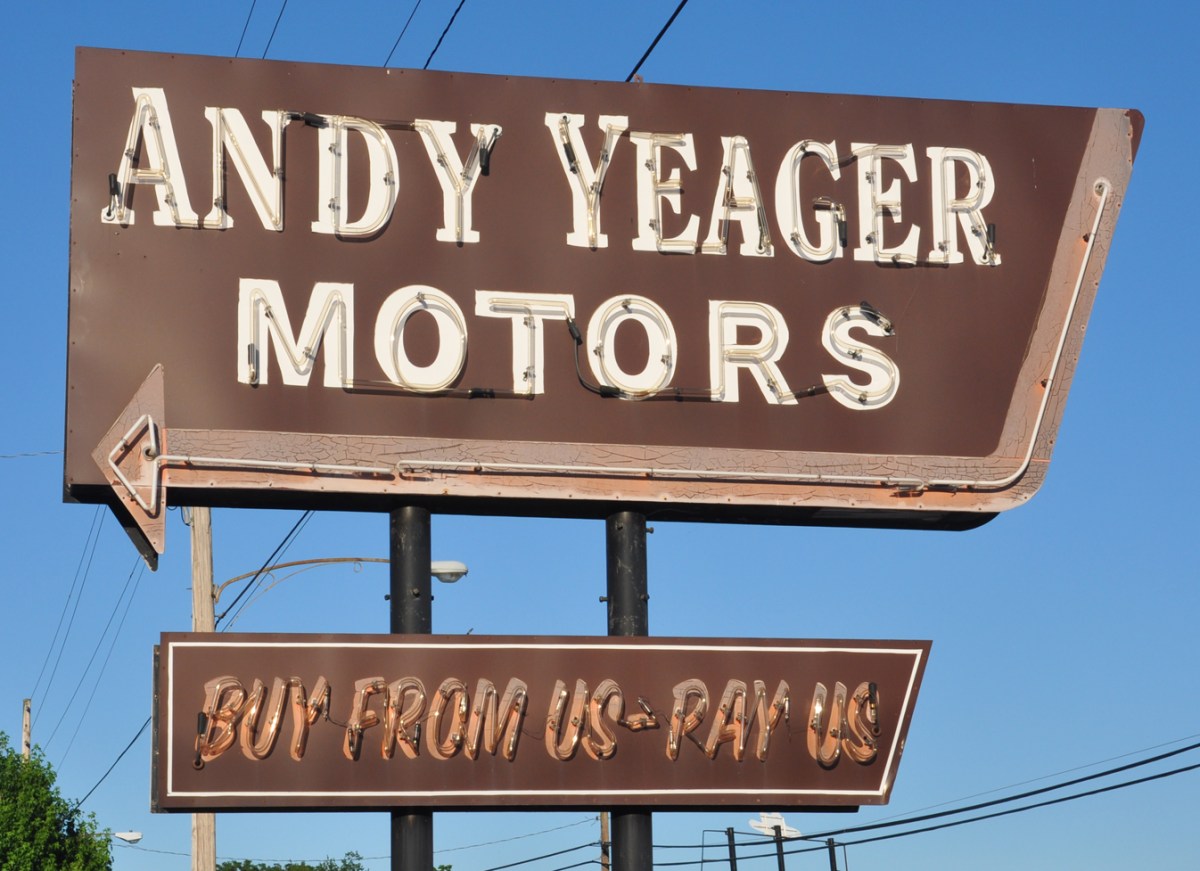 ANDY YEAGER
MOTORS
BUY FROM US-PAY US